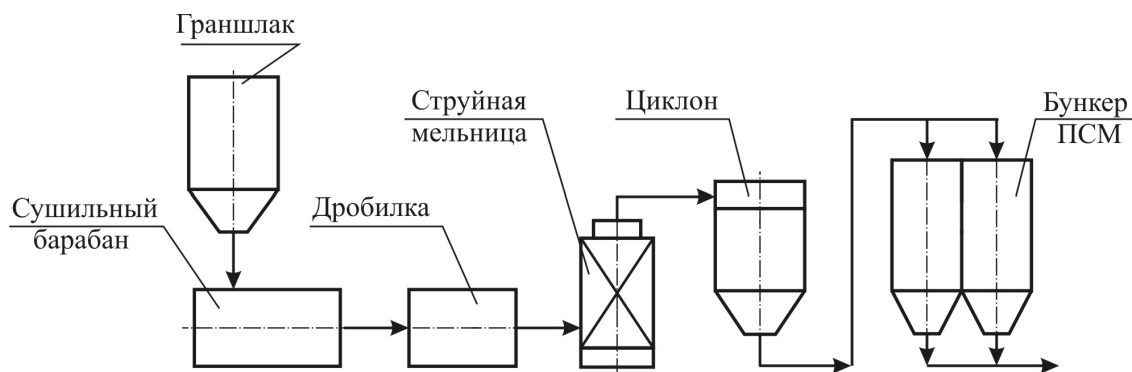 Граншлак
Струйная
мельница
Циклон
Бункер
ПСМ
Сушильный
барабан
Дробилка